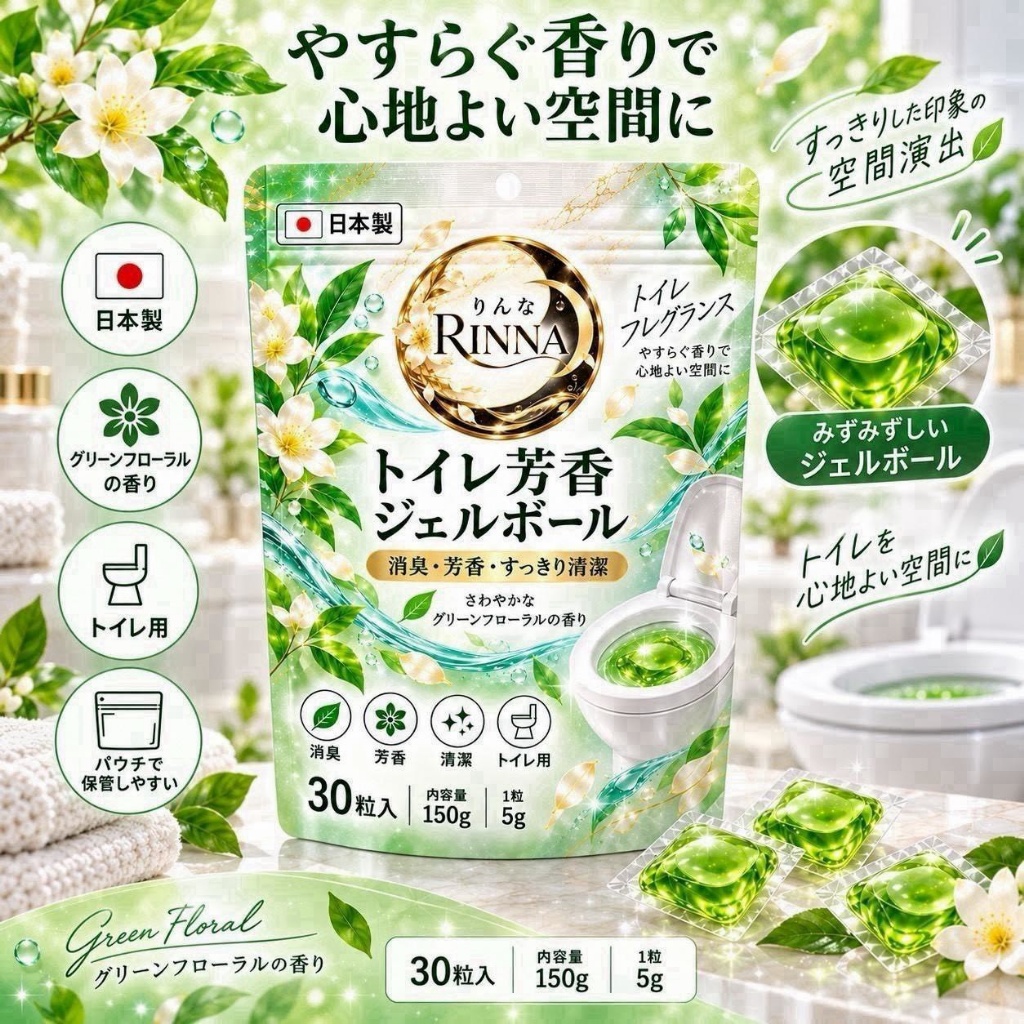 やすらぐ香りで
心地よい空間に
すっきりした印象の
空間演出
日本製
グリーンフローラル
の香り
トイレ用
パウチで
保管しやすい
日本製
りんな
RINNA
トイレ
フレグランス
やすらぐ香りで
心地よい空間に
トイレ芳香
ジェルボール
消臭・芳香・すっきり清潔
さわやかな
グリーンフローラルの香り
消臭
芳香
清潔
トイレ用
30粒入
内容量
150g
1粒
5g
みずみずしい
ジェルボール
トイレを
心地よい空間に
Green Floral
グリーンフローラルの香り
30粒入
内容量
150g
1粒
5g